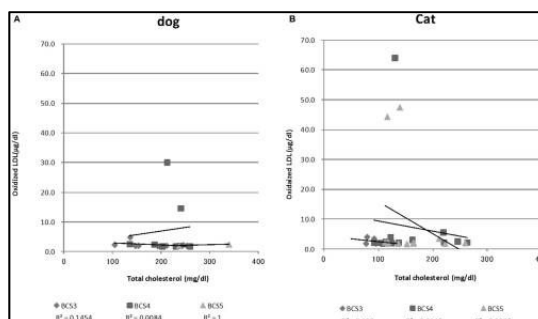 A
dog
B
Cat
70.0
60.0
50.0
40.0
30.0
20.0
10.0
0.0
Oxidized LDL(µg/dl)
0 100 200 300 400
Total cholesterol (mg/dl)
BCS3 BCS4 BCS5
R² = 0.1454 R² = 0.0084 R² = 1
70.0
60.0
50.0
40.0
30.0
20.0
10.0
0.0
Oxidaized LDL(µg/dl)
0 100 200 300 400
Total cholesterol (mg/dl)
BCS3 BCS4 BCS5